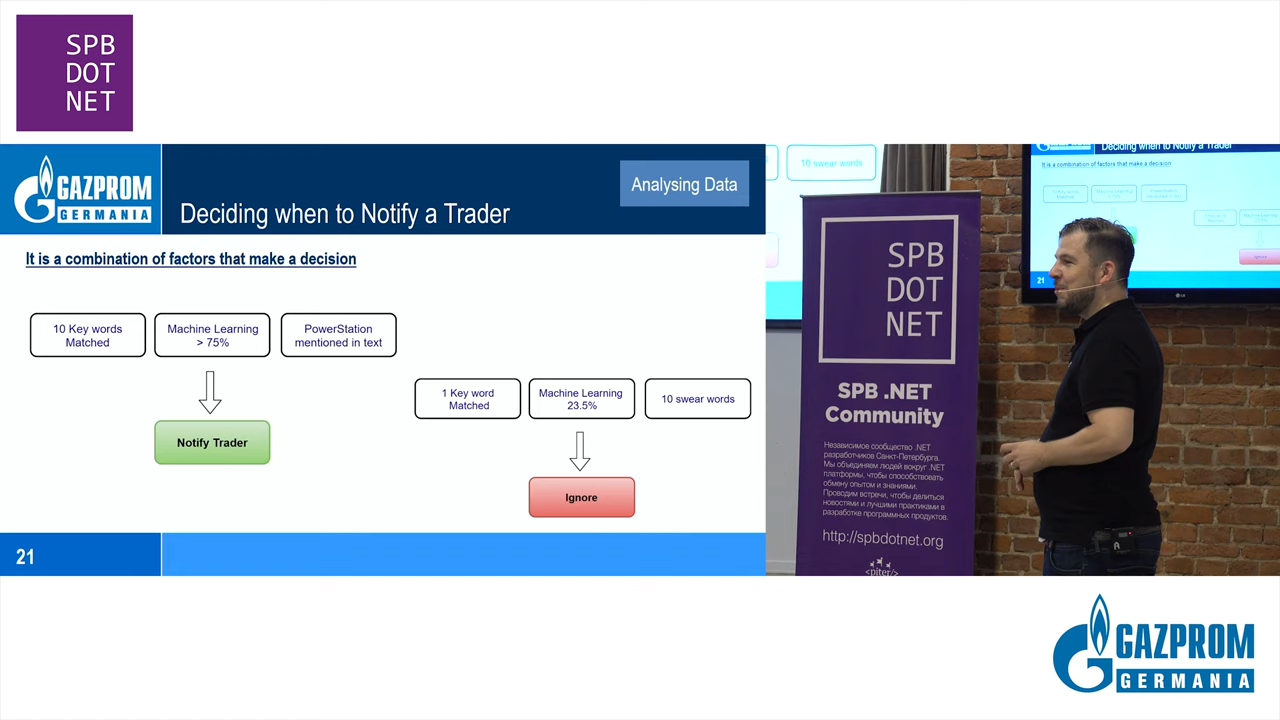 SPB
DOT
NET
GAZPROM
GERMANIA
Deciding when to Notify a Trader
Analysing Data
It is a combination of factors that make a decision
10 Key words
Matched
Machine Learning
> 75%
PowerStation
mentioned in text
Notify Trader
1 Key word
Matched
Machine Learning
23.5%
10 swear words
Ignore
21
10 swear words
SPB
DOT
NET
SPB .NET
Community
Независимое сообщество .NET
разработчиков Санкт-Петербурга.
Мы объединяем людей вокруг .NET
платформы, чтобы способствовать
обмену опытом и знаниями.
Проводим встречи, чтобы делиться
новостями и лучшими практиками в
разработке программных продуктов.
http://spbdotnet.org
<piter/>
Deciding when to Notify a Trader
It is a combination of factors that make a decision
21
LG
GAZPROM
GERMANIA